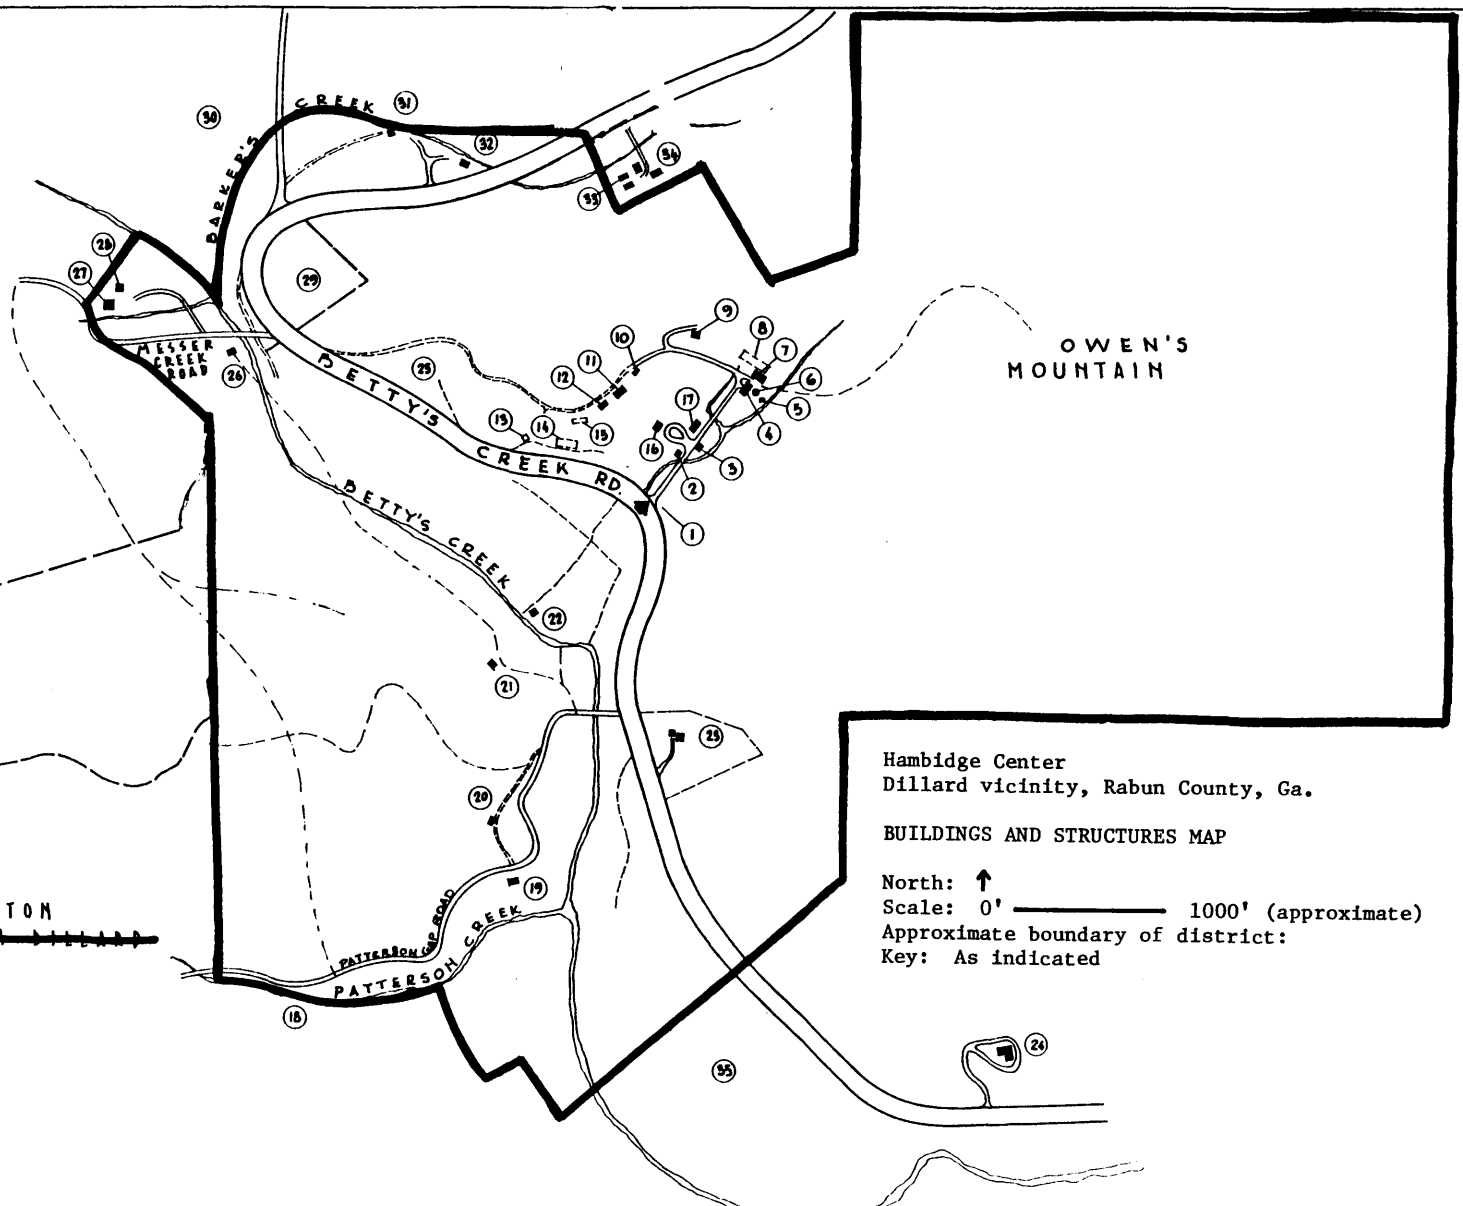 CREEK
31
30
32
BARKER'S
34
33
28
27
29
MESSER
CREEK
ROAD
26
BETTY'S
CREEK RD.
25
9
8
7
10
6
11
12
5
17
4
13
14
15
16
3
2
1
OWEN'S
MOUNTAIN
BETTY'S CREEK
22
21
23
20
19
PATTERSON GAP ROAD
PATTERSON CREEK
18
TON
DILLARD
Hambidge Center
Dillard vicinity, Rabun County, Ga.
BUILDINGS AND STRUCTURES MAP
North: ↑
Scale: 0' 1000' (approximate)
Approximate boundary of district:
Key: As indicated
24
35